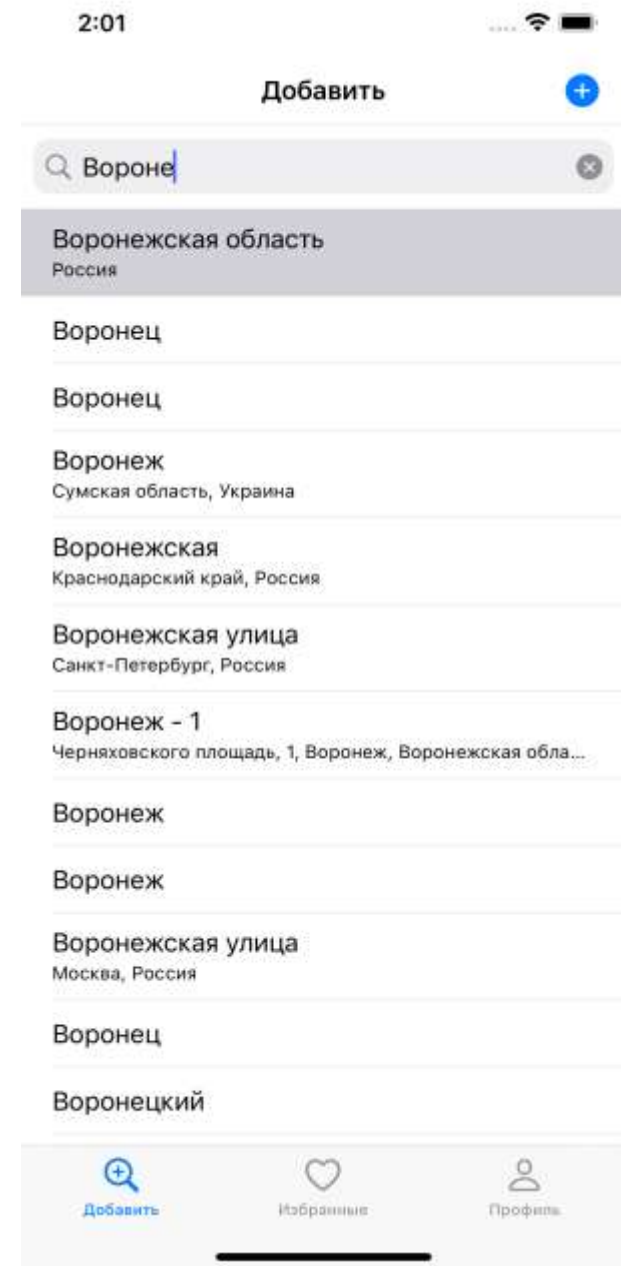 2:01
Добавить
Вороне
Воронежская область
Россия
Воронец
Воронец
Воронеж
Сумская область, Украина
Воронежская
Краснодарский край, Россия
Воронежская улица
Санкт-Петербург, Россия
Воронеж - 1
Черняховского площадь, 1, Воронеж, Воронежская обла...
Воронеж
Воронеж
Воронежская улица
Москва, Россия
Воронец
Воронецкий
Добавить
Избранные
Профиль